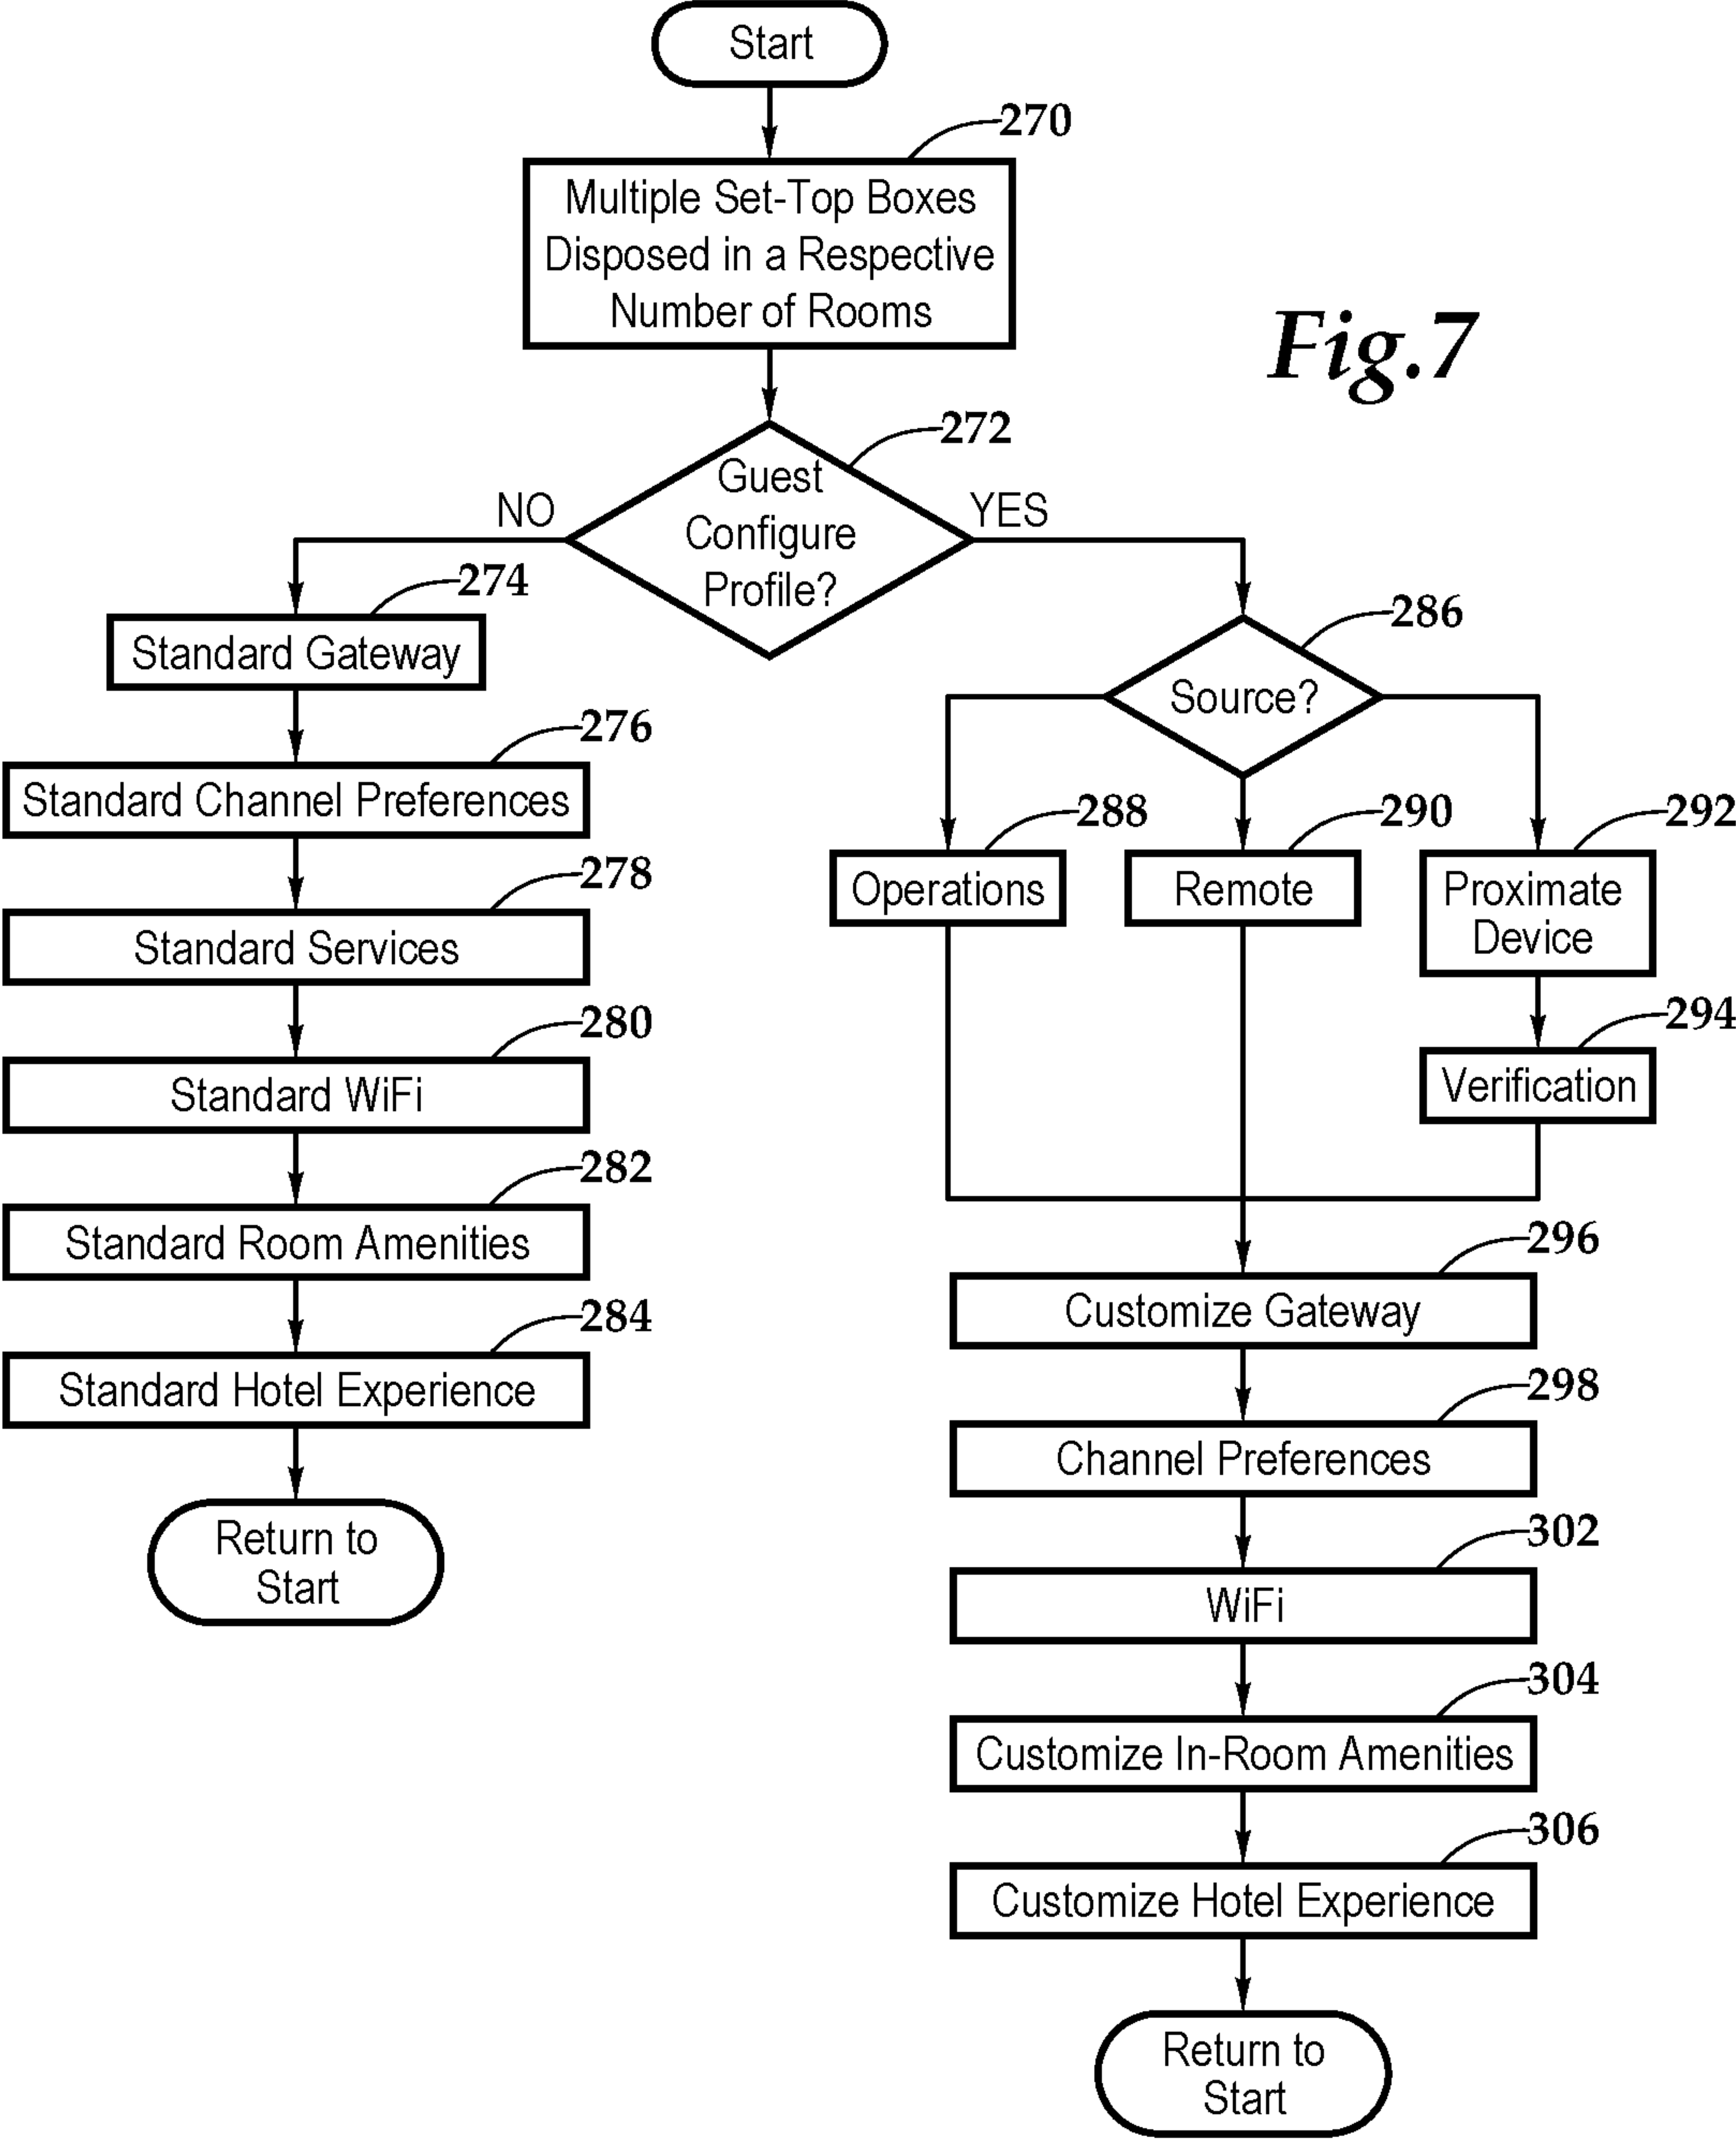 Start
270
Multiple Set-Top Boxes
Disposed in a Respective
Number of Rooms
Fig.7
272
Guest
Configure
Profile?
NO
YES
274
Standard Gateway
276
Standard Channel Preferences
278
Standard Services
280
Standard WiFi
282
Standard Room Amenities
284
Standard Hotel Experience
Return to
Start
286
Source?
288
Operations
290
Remote
292
Proximate
Device
294
Verification
296
Customize Gateway
298
Channel Preferences
302
WiFi
304
Customize In-Room Amenities
306
Customize Hotel Experience
Return to
Start